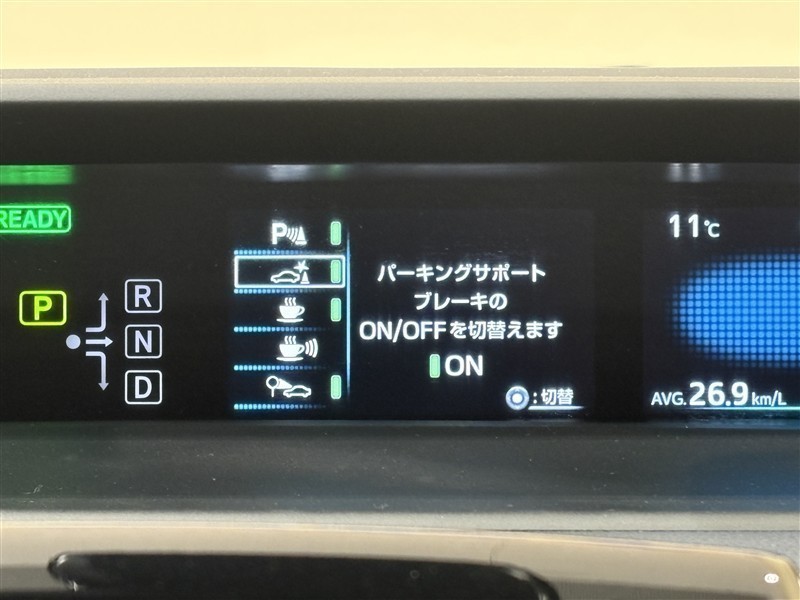 READY
P
R
N
D
P
パーキングサポート
ブレーキの
ON/OFFを切替えます
ON
:切替
11℃
AVG.26.9km/L